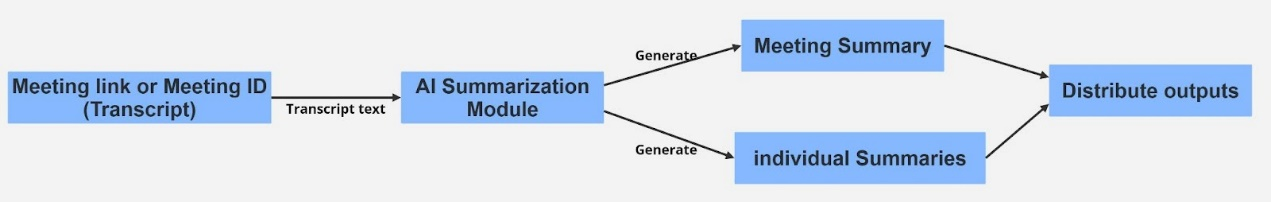 Meeting link or Meeting ID
(Transcript)
Transcript text
AI Summarization
Module
Generate
Meeting Summary
Generate
individual Summaries
Distribute outputs